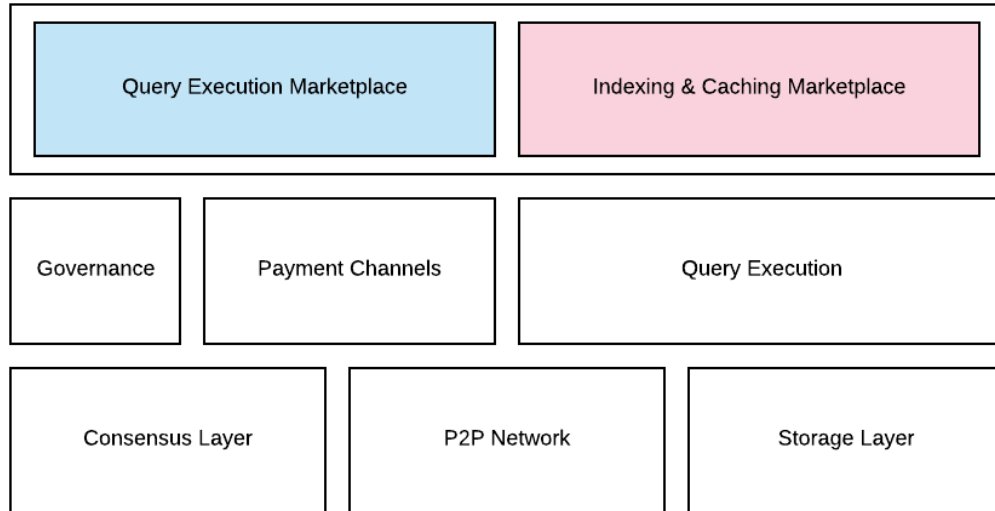 Query Execution Marketplace
Indexing & Caching Marketplace
Governance
Payment Channels
Query Execution
Consensus Layer
P2P Network
Storage Layer